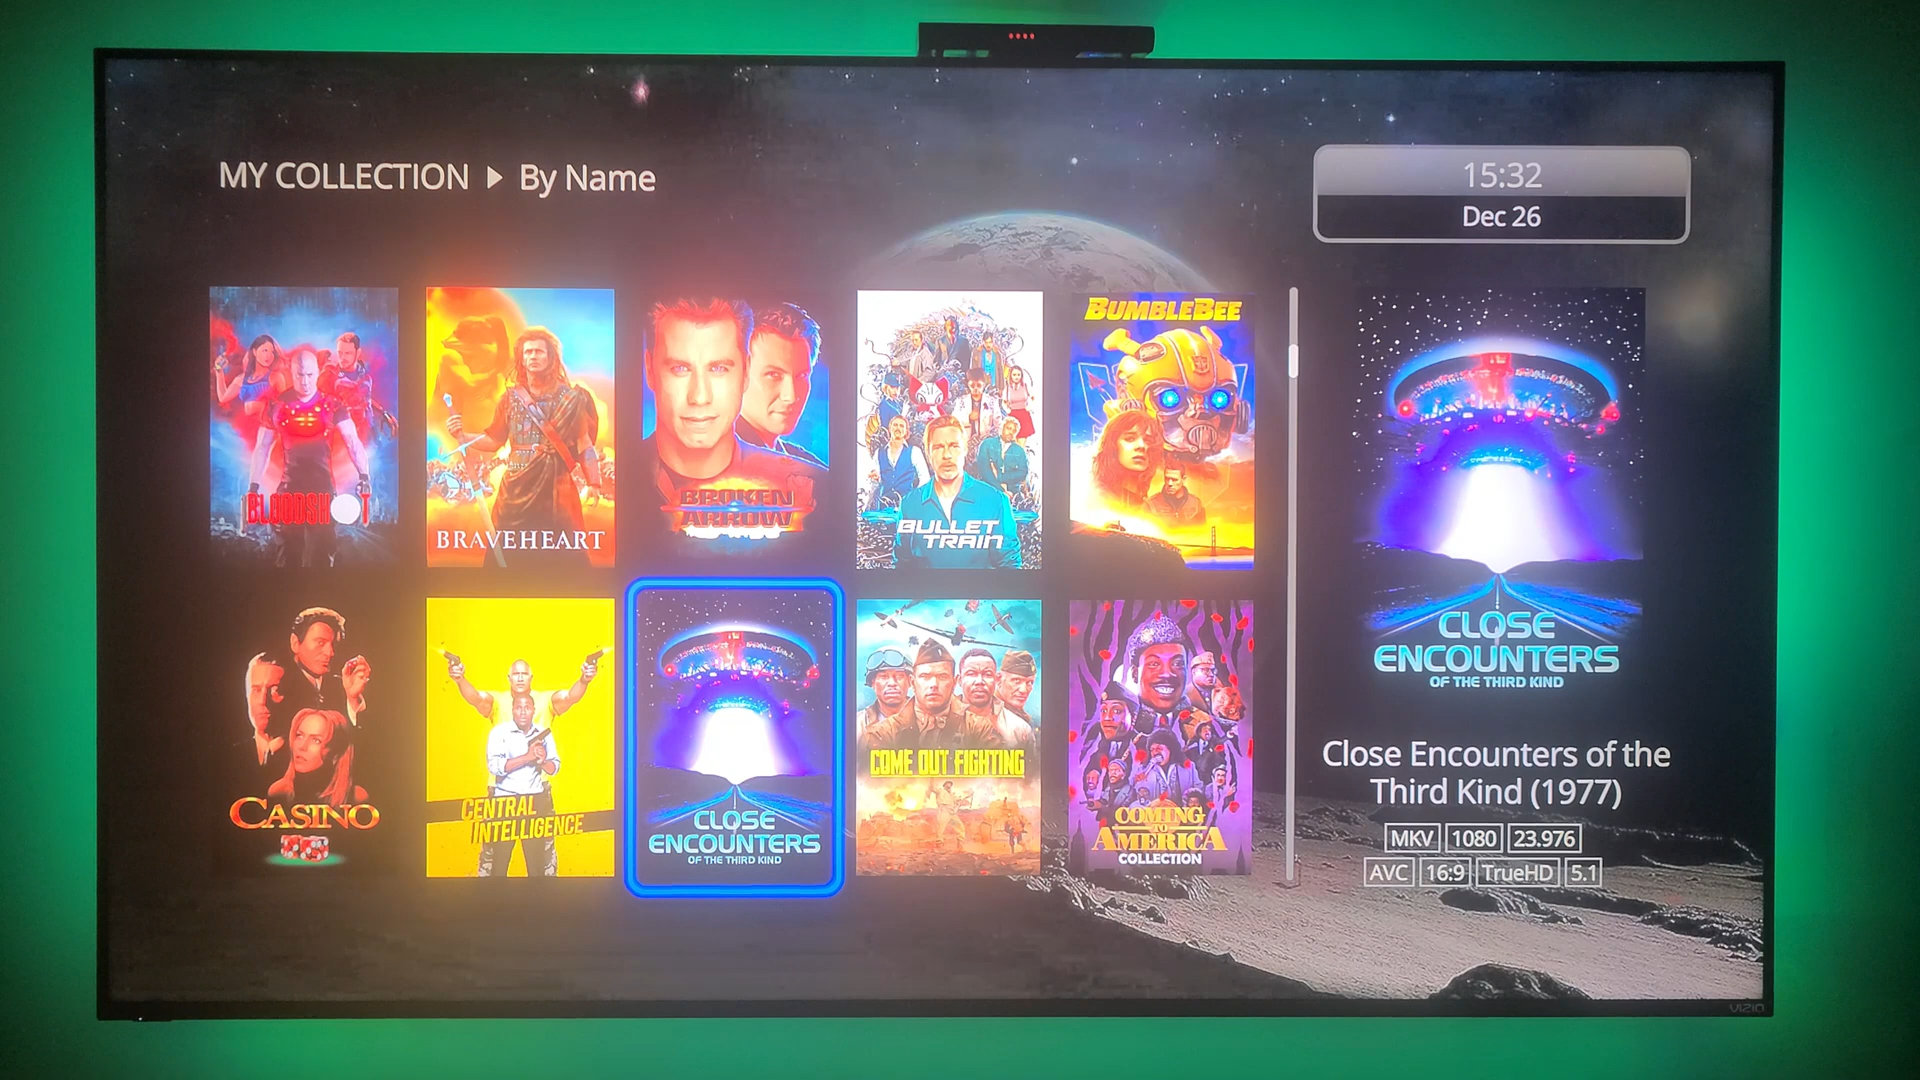 MY COLLECTION ▶ By Name
15:32
Dec 26
BLOODSHOT
BRAVEHEART
BROKEN
ARROW
BULLET
TRAIN
BUMBLEBEE
CASINO
CENTRAL
INTELLIGENCE
CLOSE
ENCOUNTERS
OF THE THIRD KIND
COME OUT FIGHTING
COMING
TO
AMERICA
COLLECTION
CLOSE
ENCOUNTERS
OF THE THIRD KIND
Close Encounters of the
Third Kind (1977)
MKV 1080 23.976
AVC 16:9 TrueHD 5.1
VIZIO